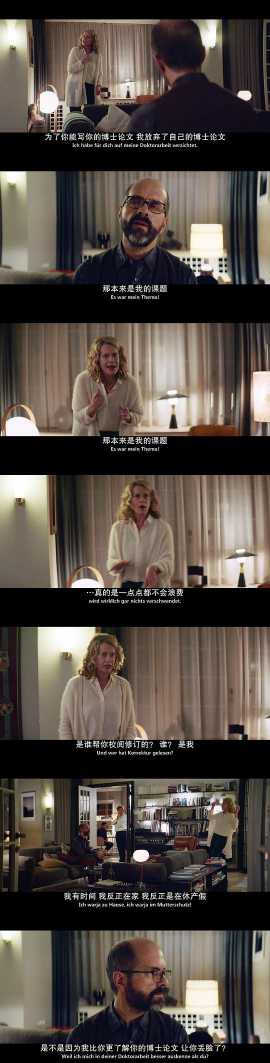 为了你能写你的博士论文 我放弃了自己的博士论文
Ich habe für dich auf meine Doktorarbeit verzichtet.
那本来是我的课题
Es war mein Thema!
那本来是我的课题
Es war mein Thema!
…真的是一点点都不会浪费
wird wirklich gar nichts verschwendet.
是谁帮你校阅修订的？ 谁？ 是我
Und wer hat Korrektur gelesen?
我有时间 我反正在家 我反正是在休产假
Ich war ja zu Hause, ich war ja im Mutterschutz!
是不是因为我比你更了解你的博士论文 让你丢脸了？
Weil ich mich in deiner Doktorarbeit besser auskenne als du?